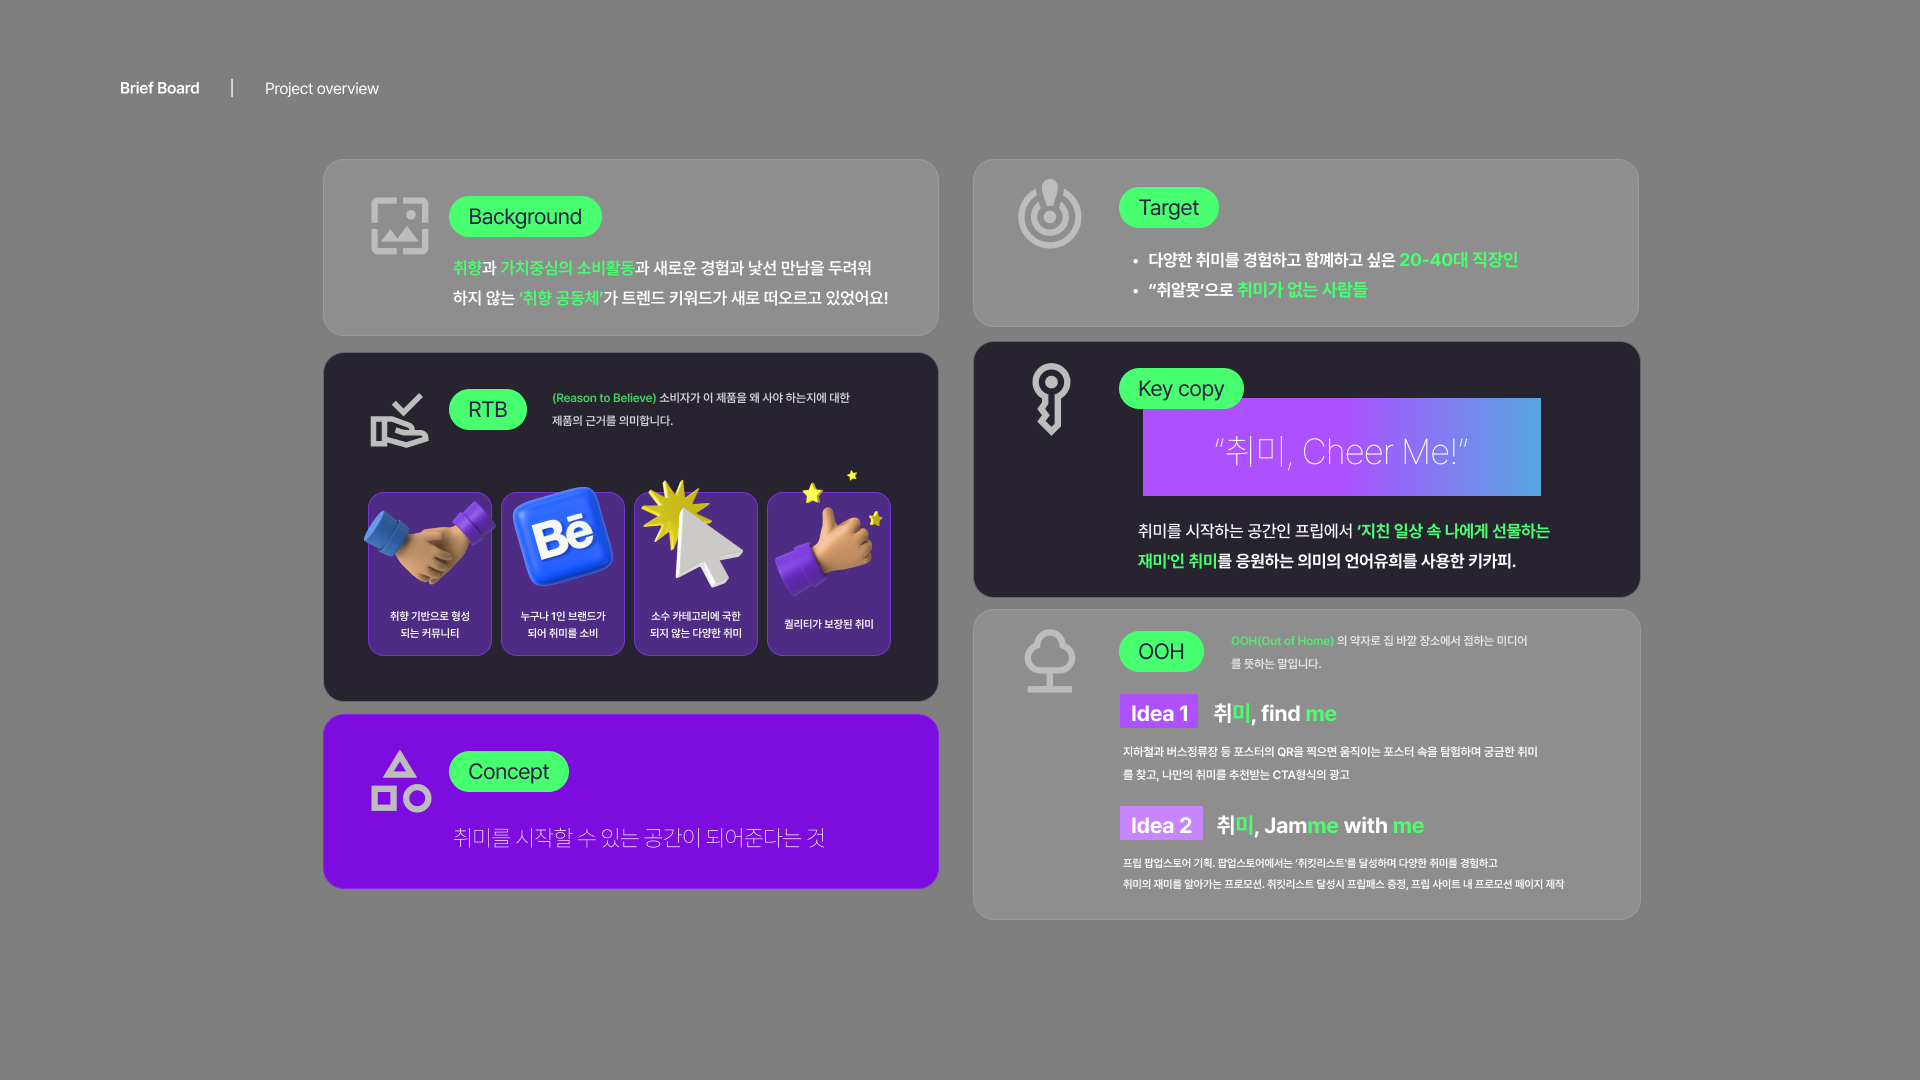 Brief Board | Project overview
Background
취향과 가치중심의 소비활동과 새로운 경험과 낯선 만남을 두려워
하지 않는 '취향 공동체'가 트렌드 키워드가 새로 떠오르고 있었어요!
RTB
(Reason to Believe) 소비자가 이 제품을 왜 사야 하는지에 대한
제품의 근거를 의미합니다.
Bē
취향 기반으로 형성
되는 커뮤니티
누구나 1인 브랜드가
되어 취미를 소비
소수 카테고리에 국한
되지 않는 다양한 취미
퀄리티가 보장된 취미
Concept
취미를 시작할 수 있는 공간이 되어준다는 것
Target
• 다양한 취미를 경험하고 함꼐하고 싶은 20-40대 직장인
• “취알못’으로 취미가 없는 사람들
Key copy
“취미, Cheer Me!”
취미를 시작하는 공간인 프립에서 ‘지친 일상 속 나에게 선물하는
재미'인 취미를 응원하는 의미의 언어유희를 사용한 키카피.
OOH
OOH(Out of Home) 의 약자로 집 바깥 장소에서 접하는 미디어
를 뜻하는 말입니다.
Idea 1 취미, find me
지하철과 버스정류장 등 포스터의 QR을 찍으면 움직이는 포스터 속을 탐험하며 궁금한 취미
를 찾고, 나만의 취미를 추천받는 CTA형식의 광고
Idea 2 취미, Jamme with me
프립 팝업스토어 기획. 팝업스토어에서는 '취킷리스트'를 달성하며 다양한 취미를 경험하고
취미의 재미를 알아가는 프로모션. 취킷리스트 달성시 프립패스 증정, 프립 사이트 내 프로모션 페이지 제작